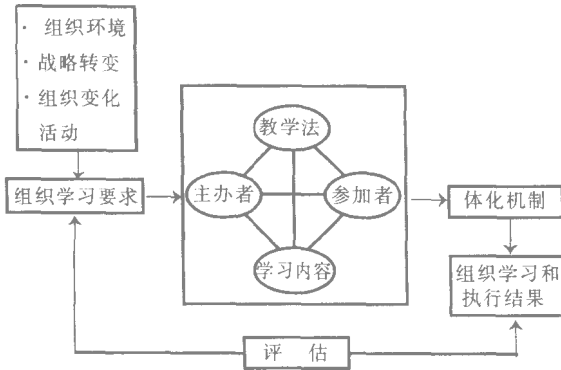 · 组织环境
· 战略转变
· 组织变化
活动
组织学习要求
教学法
主办者
参加者
学习内容
体化机制
组织学习和
执行结果
评 估